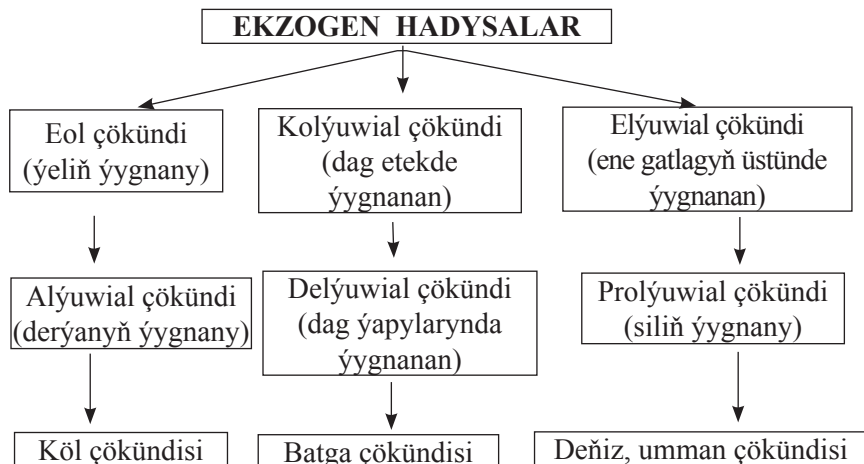 EKZOGEN HADYSALAR
Eol çökündi
(ýeliň ýygnany)
Kolýuwial çökündi
(dag etekde
ýygnanan)
Elýuwial çökündi
(ene gatlagyň üstünde
ýygnanan)
Alýuwial çökündi
(derýanyň ýygnany)
Delýuwial çökündi
(dag ýapylarynda
ýygnanan)
Prolýuwial çökündi
(siliň ýygnany)
Köl çökündisi
Batga çökündisi
Deňiz, umman çökündisi